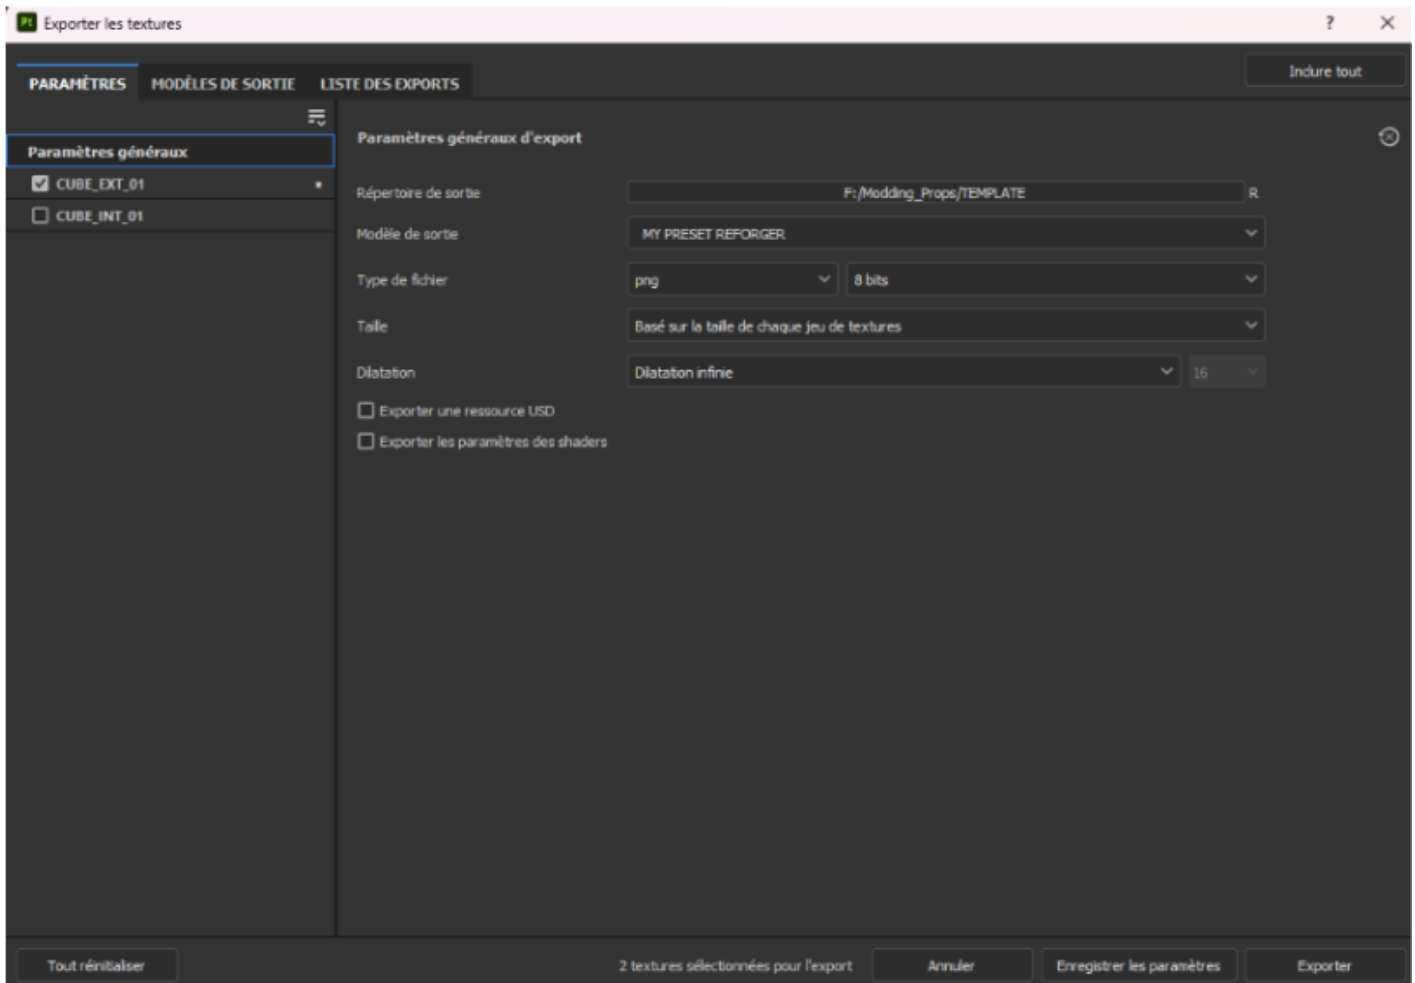 Pt Exporter les textures ?
Inclure tout
PARAMÈTRES MODÈLES DE SORTIE LISTE DES EXPORTS
Paramètres généraux
CUBE_EXT_01
CUBE_INT_01
Paramètres généraux d'export
Répertoire de sortie F:/Modding_Props/TEMPLATE R
Modèle de sortie MY PRESET REFORGER
Type de fichier png 8 bits
Taille Basé sur la taille de chaque jeu de textures
Dilatation Dilatation infinie 16
Exporter une ressource USD
Exporter les paramètres des shaders
Tout réinitialiser 2 textures sélectionnées pour l'export Annuler Enregistrer les paramètres Exporter